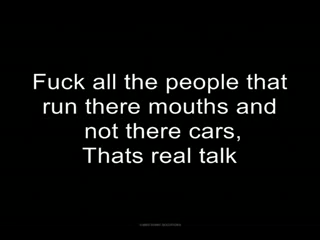 Fuck all the people that
run there mouths and
not there cars,
Thats real talk